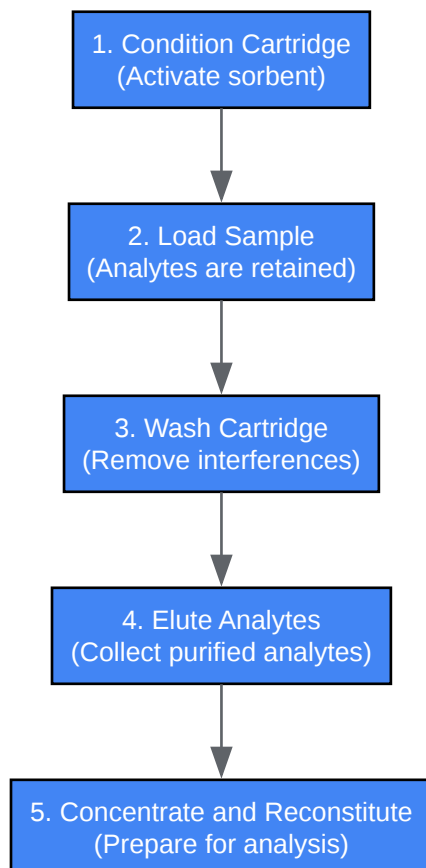 1. Condition Cartridge
(Activate sorbent)
2. Load Sample
(Analytes are retained)
3. Wash Cartridge
(Remove interferences)
4. Elute Analytes
(Collect purified analytes)
5. Concentrate and Reconstitute
(Prepare for analysis)